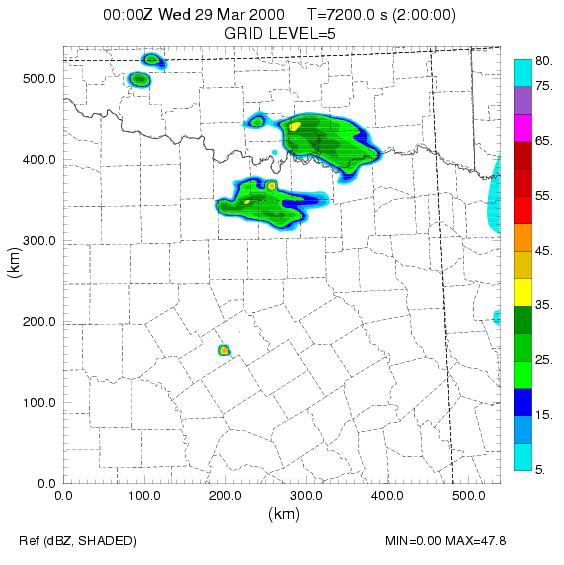 00:00Z Wed 29 Mar 2000 T=7200.0 s (2:00:00)
GRID LEVEL=5
500.0
400.0
300.0
200.0
100.0
0.0
(km)
0.0 100.0 200.0 300.0 400.0 500.0
(km)
80.
75.
65.
55.
45.
35.
25.
15.
5.
Ref (dBZ, SHADED) MIN=0.00 MAX=47.8